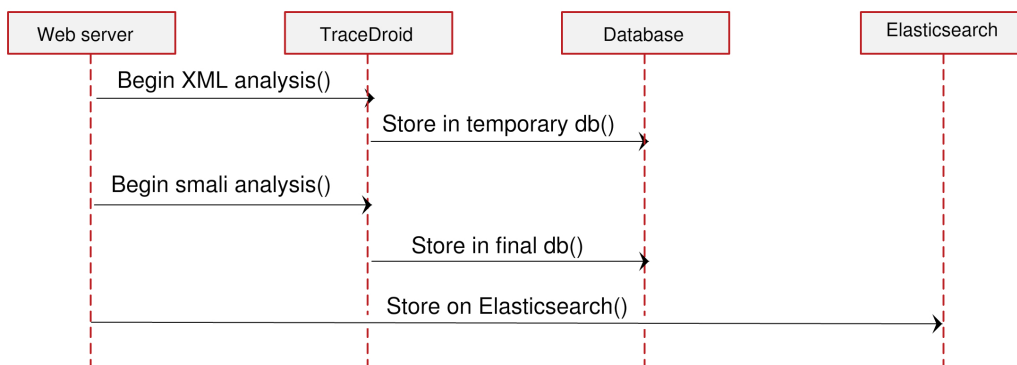 Web server
TraceDroid
Database
Elasticsearch
Begin XML analysis()
Store in temporary db()
Begin smali analysis()
Store in final db()
Store on Elasticsearch()